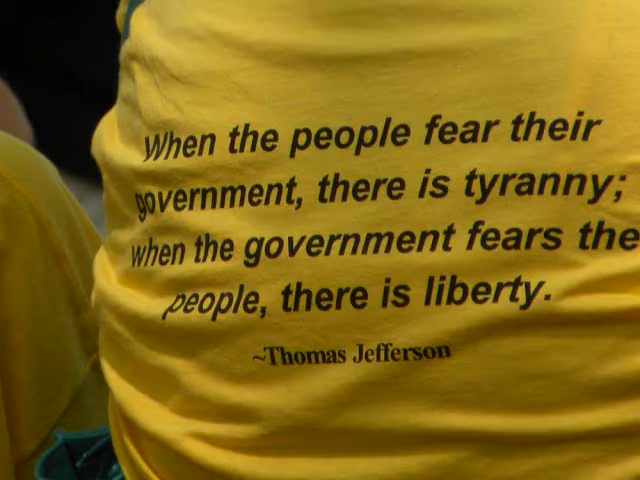 When the people fear their
government, there is tyranny;
when the government fears the
people, there is liberty.
~Thomas Jefferson